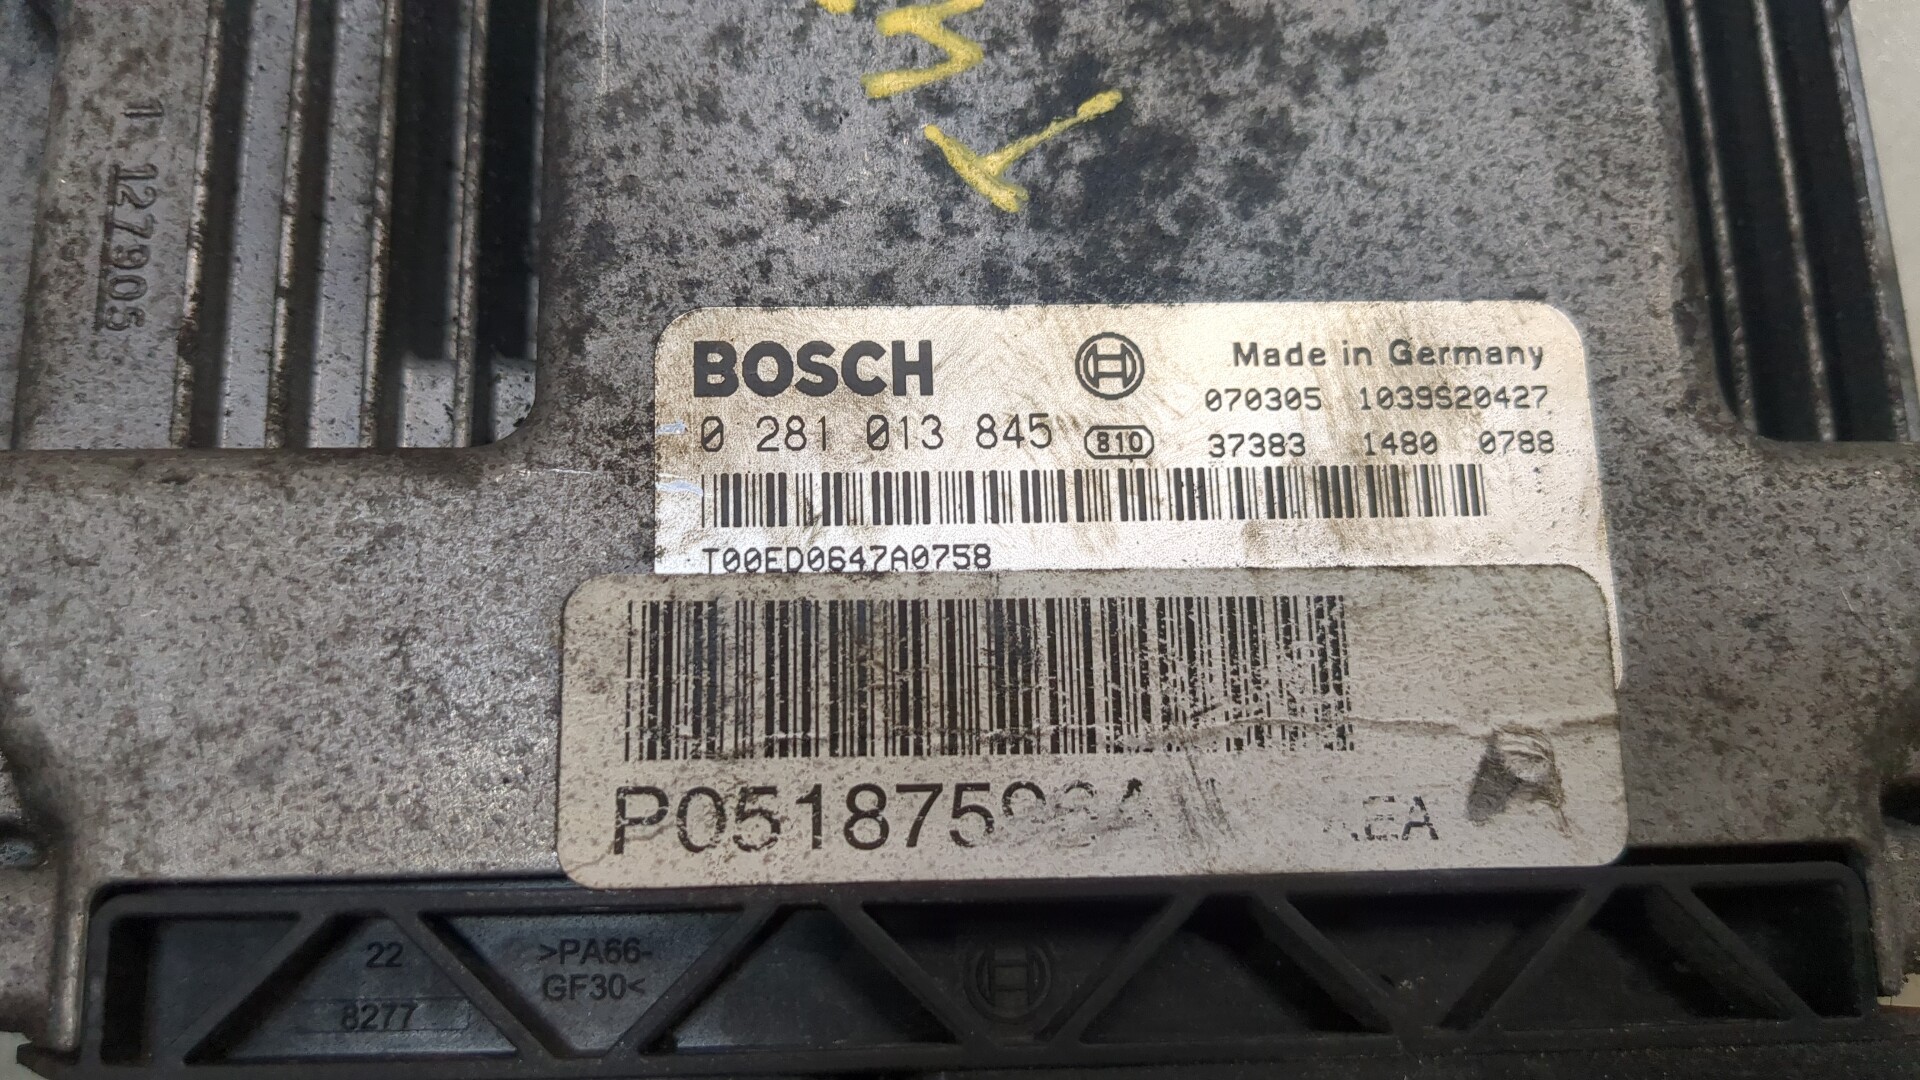 1 127905
BOSCH
Made in Germany
070305 1039S20427
0 281 013 845 810 37383 1480 0788
T00ED0647A0758
22
>PA66-
GF30<
8277